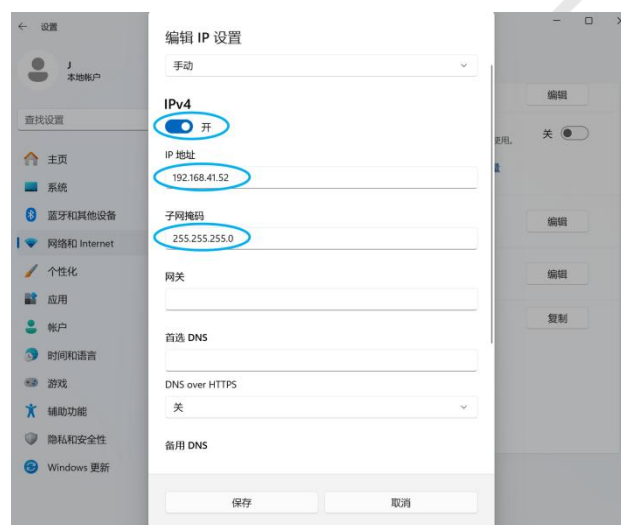 ← 设置
J
本地帐户
查找设置
主页
系统
蓝牙和其他设备
网络和 Internet
个性化
应用
帐户
时间和语言
游戏
辅助功能
隐私和安全性
Windows 更新
编辑 IP 设置
手动
IPv4
开
IP 地址
192.168.41.52
子网掩码
255.255.255.0
网关
首选 DNS
DNS over HTTPS
关
备用 DNS
保存
取消
编辑
使用。
关
编辑
编辑
复制